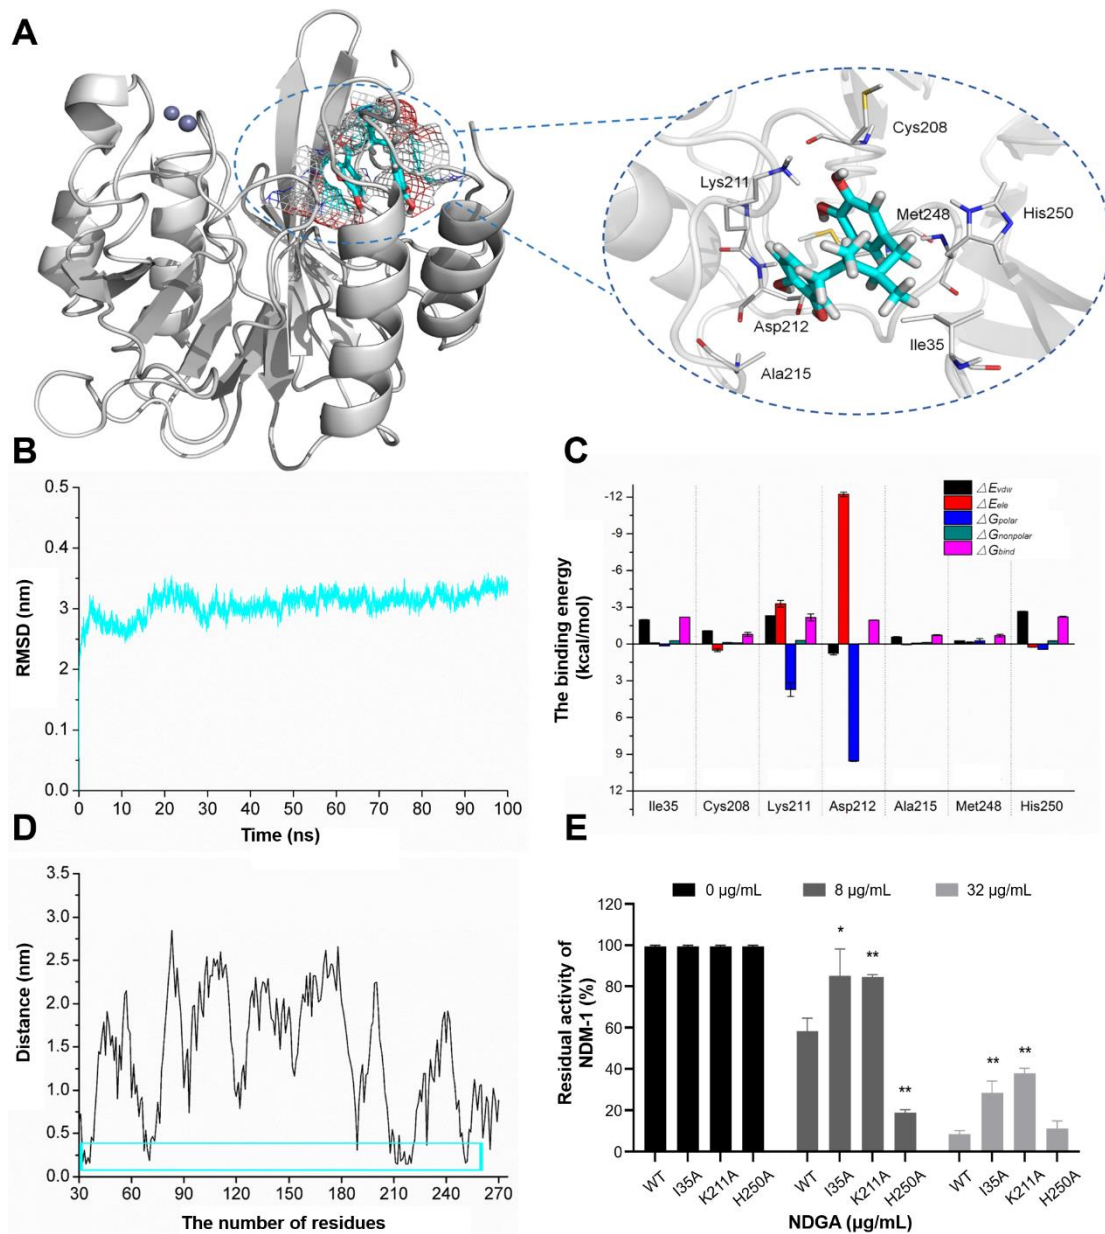 A
Cys208
Lys211
Met248
His250
Asp212
Ile35
Ala215
B
RMSD (nm)
0.5
0.4
3.0
2.0
0.1
0.0
0 10 20 30 40 50 60 70 80 90 100
Time (ns)
C
The binding energy
(kcal/mol)
-12
-9
-6
-3
0
3
6
9
12
△Evdw
△Eele
△Gpolar
△Gnonpolar
△Gbind
Ile35 Cys208 Lys211 Asp212 Ala215 Met248 His250
D
Distance (nm)
3.5
3.0
2.5
2.0
1.5
1.0
0.5
0.0
30 60 90 120 150 180 210 240 270
The number of residues
E
0 µg/mL 8 µg/mL 32 µg/mL
Residual activity of
NDM-1 (%)
120
100
80
60
40
20
0
* ** ** ** **
WT I35A K211A H250A WT I35A K211A H250A WT I35A K211A H250A
NDGA (µg/mL)